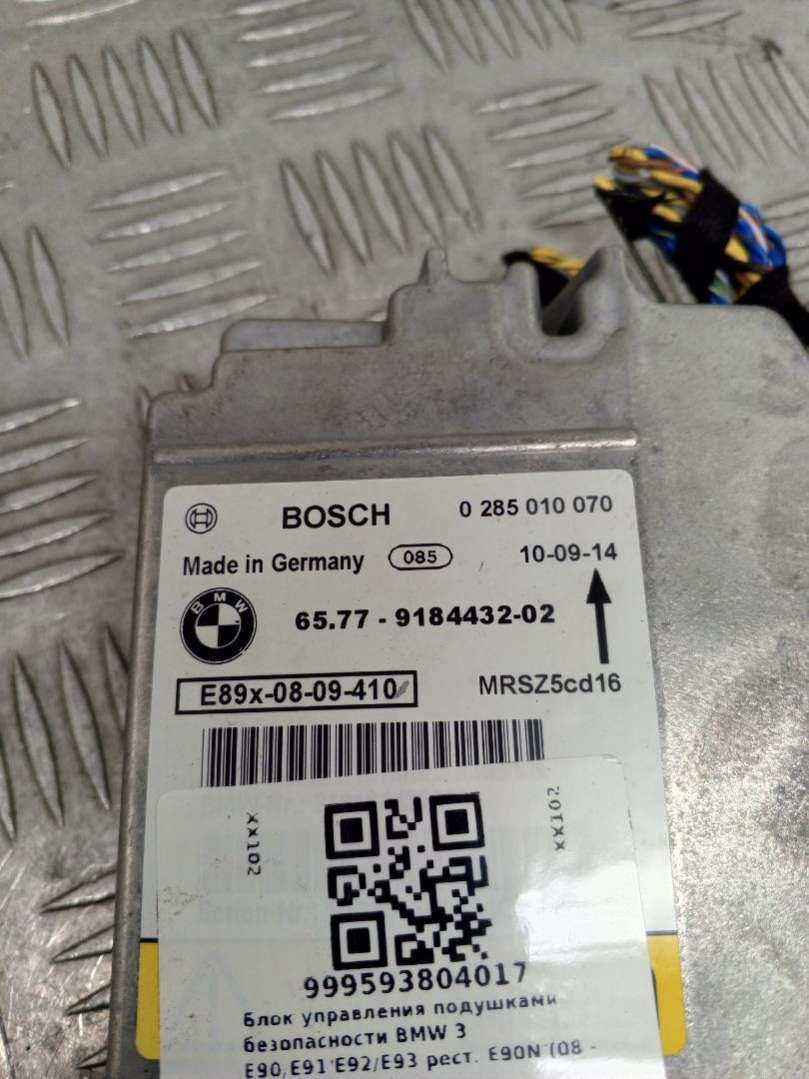 BOSCH 0 285 010 070
Made in Germany 085 10-09-14
BMW 65.77 - 9184432-02
E89x-08-09-410 MRSZ5cd16
xx102 xx102
999593804017
Блок управления подушками
безопасности BMW 3
E90,E91 E92/E93 рест. E90N (08 -